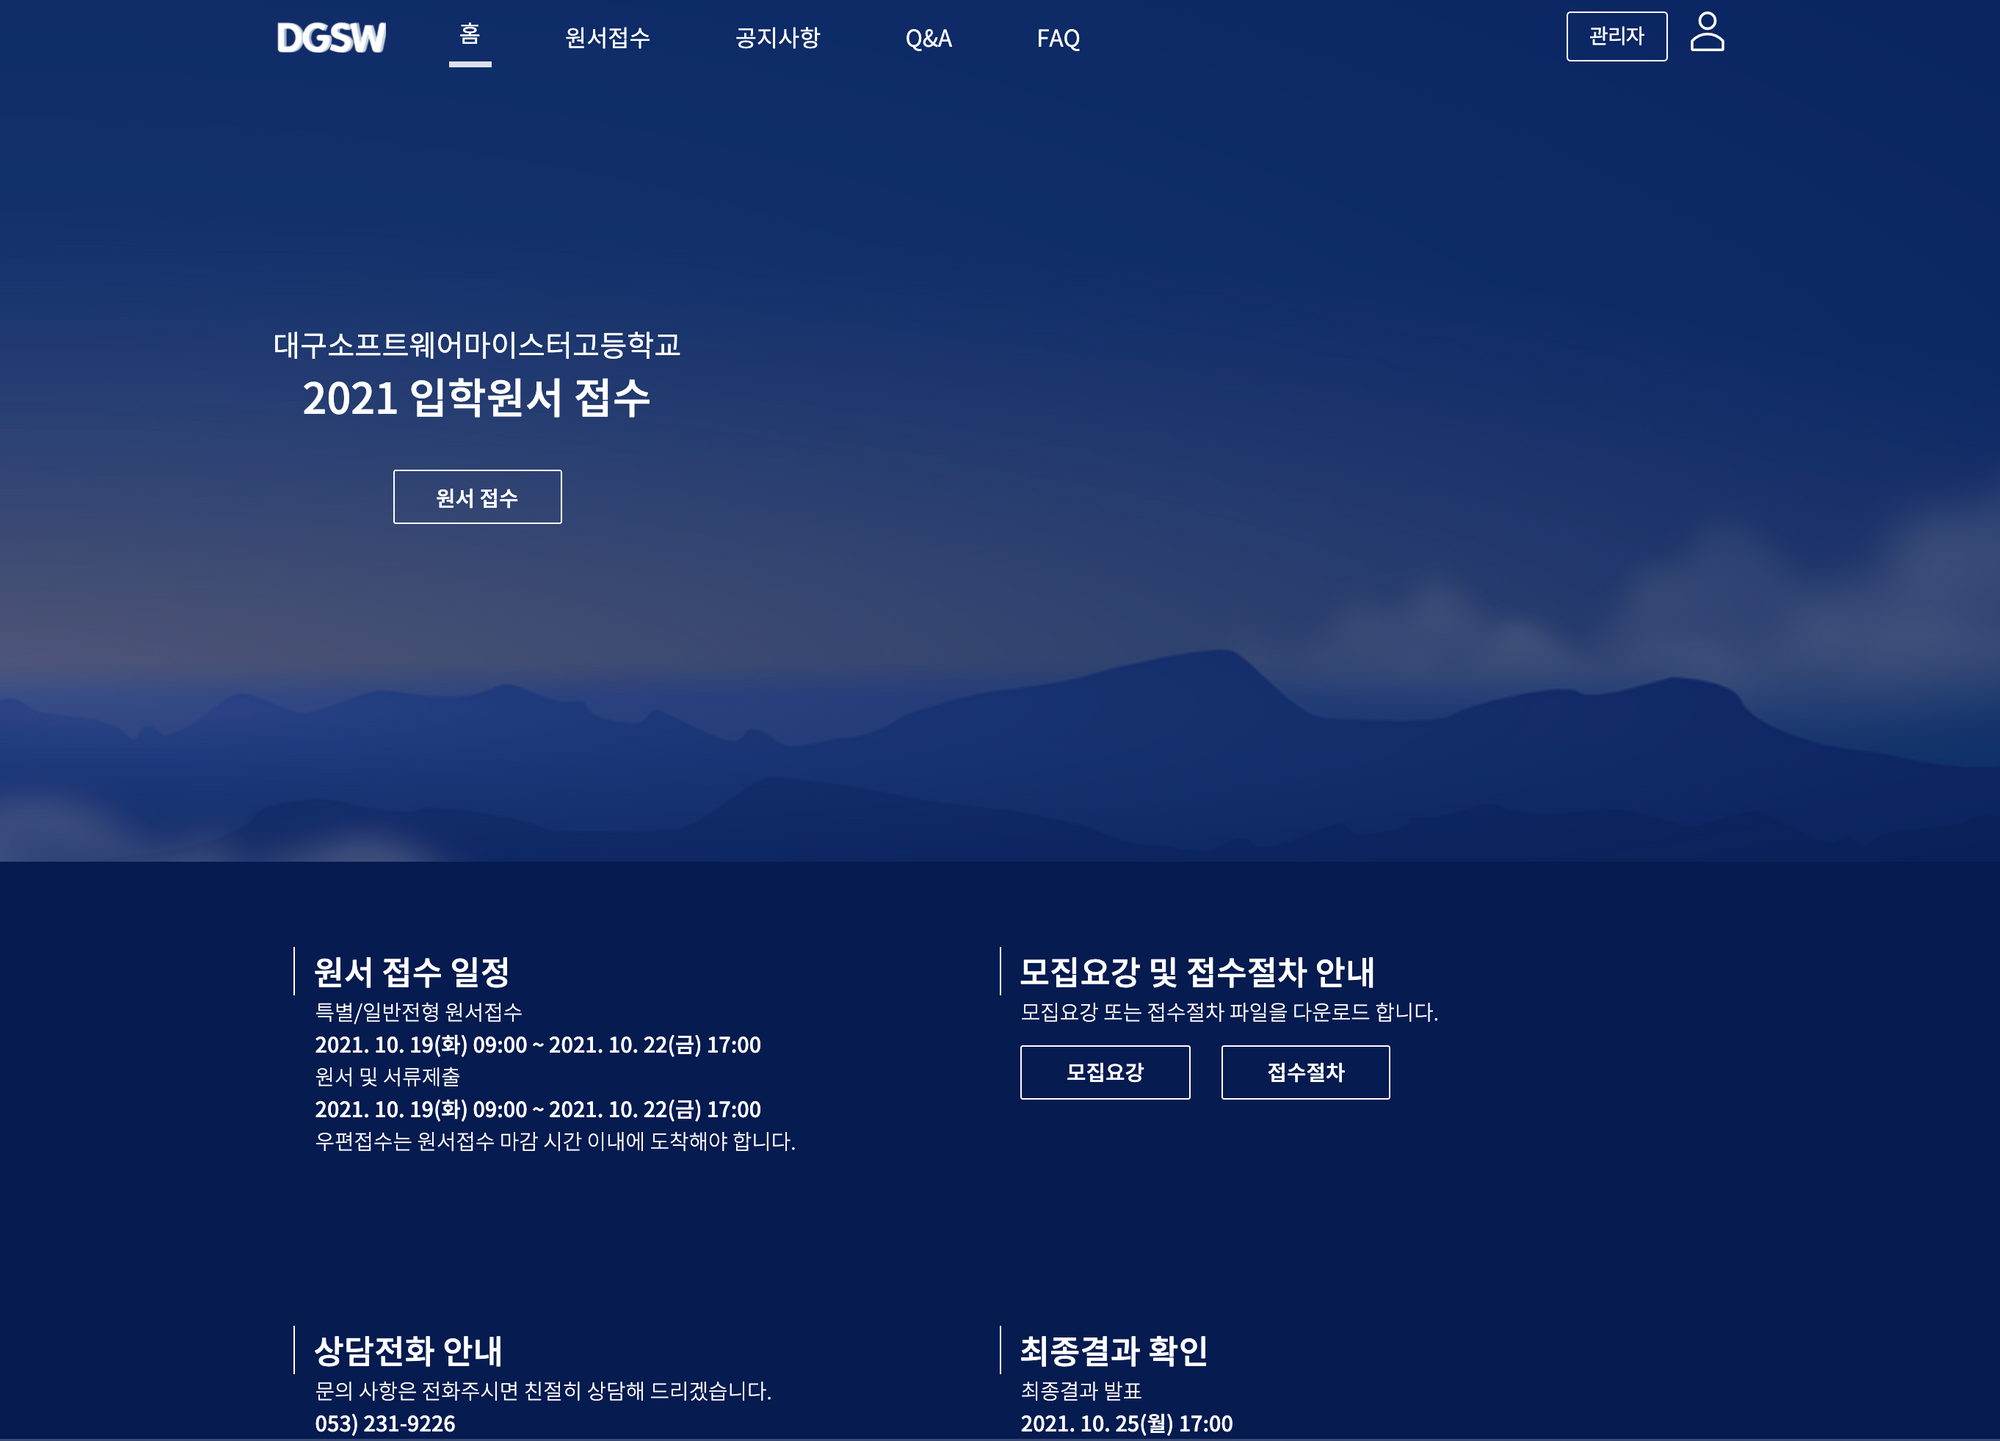 DGSW 홈 원서접수 공지사항 Q&A FAQ 관리자
대구소프트웨어마이스터고등학교
2021 입학원서 접수
원서 접수
원서 접수 일정
특별/일반전형 원서접수
2021. 10. 19(화) 09:00 ~ 2021. 10. 22(금) 17:00
원서 및 서류제출
2021. 10. 19(화) 09:00 ~ 2021. 10. 22(금) 17:00
우편접수는 원서접수 마감 시간 이내에 도착해야 합니다.
모집요강 및 접수절차 안내
모집요강 또는 접수절차 파일을 다운로드 합니다.
모집요강 접수절차
상담전화 안내
문의 사항은 전화주시면 친절히 상담해 드리겠습니다.
053) 231-9226
최종결과 확인
최종결과 발표
2021. 10. 25(월) 17:00